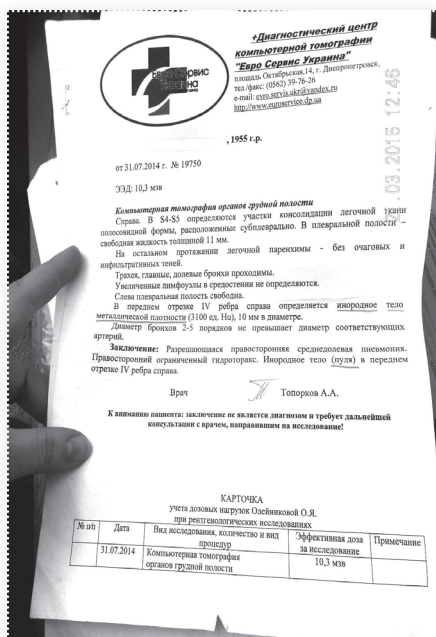 +Диагностический центр
компьютерной томографии
"Евро Сервис Украина"
площадь Октябрьская,14, г. Днепропетровск,
тел./факс: (0562) 39-76-26
e-mail: evro.servis.ukr@yandex.ru
http://www.euroservice.dp.ua
Евро Сервис
Украина
.03.2015 12:46
, 1955 г.р.
от 31.07.2014 г. № 19750
ЭЭД: 10,3 мзв
Компьютерная томография органов грудной полости
Справа. В S4-S5 определяются участки консолидации легочной ткани
полосовидной формы, расположенные субплеврально. В плевральной полости –
свободная жидкость толщиной 11 мм.
На остальном протяжении легочной паренхимы - без очаговых и
инфильтративных теней.
Трахея, главные, долевые бронхи проходимы.
Увеличенные лимфоузлы в средостении не определяются.
Слева плевральная полость свободна.
В переднем отрезке IV ребра справа определяется инородное тело
металлической плотности (3100 ед. Hu), 10 мм в диаметре.
Диаметр бронхов 2-5 порядков не превышает диаметр соответствующих
артерий.
Заключение: Разрешающаяся правосторонняя среднедолевая пневмония.
Правосторонний ограниченный гидроторакс. Инородное тело (пуля) в переднем
отрезке IV ребра справа.
Врач Топорков А.А.
К вниманию пациента: заключение не является диагнозом и требует дальнейшей
консультации с врачем, направившим на исследование!
КАРТОЧКА
учета дозовых нагрузок Олейниковой О.Я.
при рентгенологических исследованиях
№ п/п Дата Вид исследования, количество и вид процедур Эффективная доза за исследование Примечание
31.07.2014 Компьютерная томография органов грудной полости 10,3 мзв